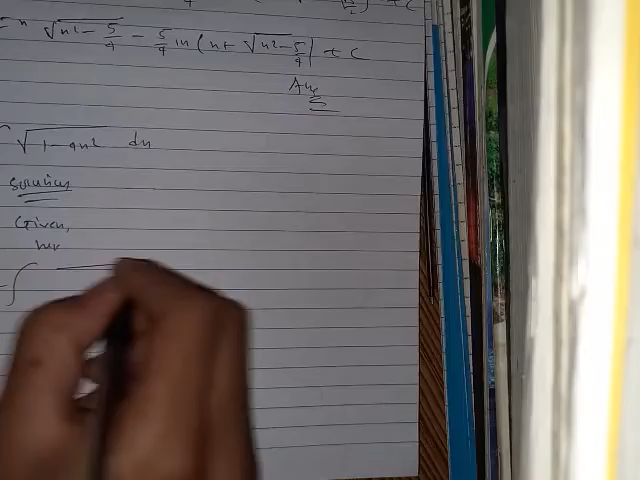 = x √x² - 5/4 - 5/4 ln (x + √x² - 5/4 | + C
Ans
∫ √1 - 4x² dx
Solution
Given,
∫